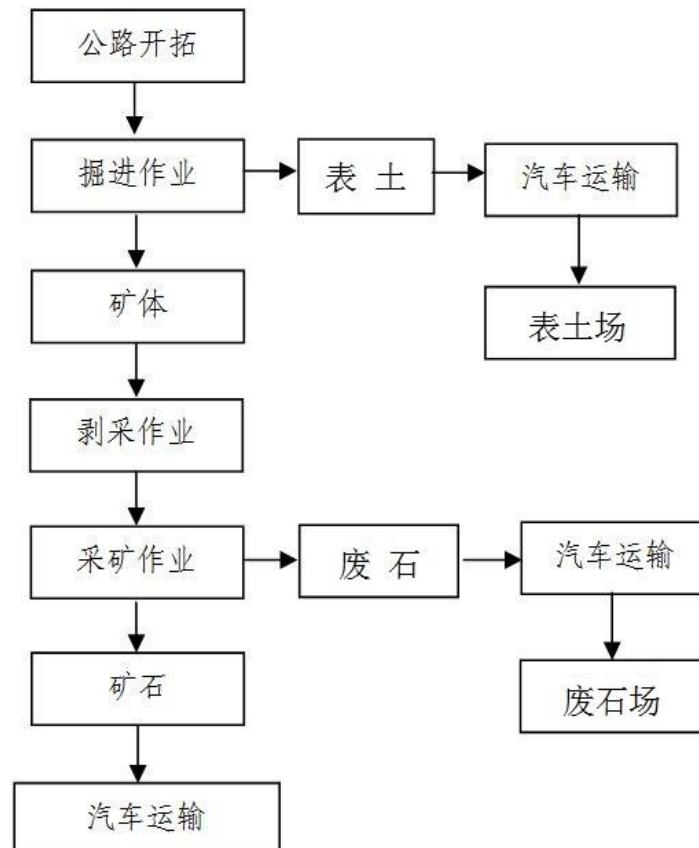 公路开拓
掘进作业
表 土
汽车运输
矿体
表土场
剥采作业
采矿作业
废 石
汽车运输
矿石
废石场
汽车运输